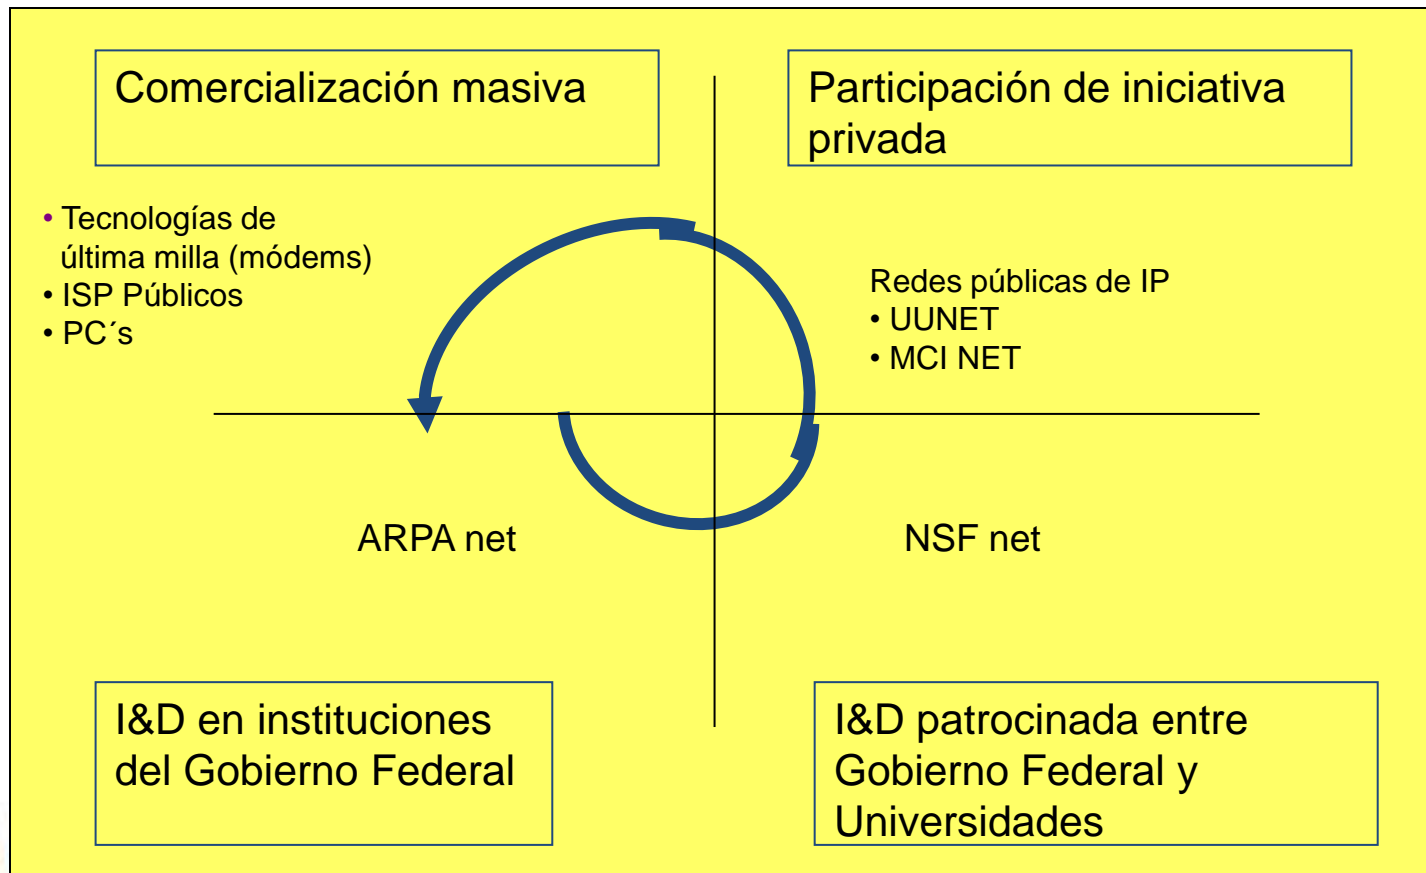 Comercialización masiva
Participación de iniciativa
privada
• Tecnologías de
última milla (módems)
• ISP Públicos
• PC´s
Redes públicas de IP
• UUNET
• MCI NET
ARPA net
NSF net
I&D en instituciones
del Gobierno Federal
I&D patrocinada entre
Gobierno Federal y
Universidades